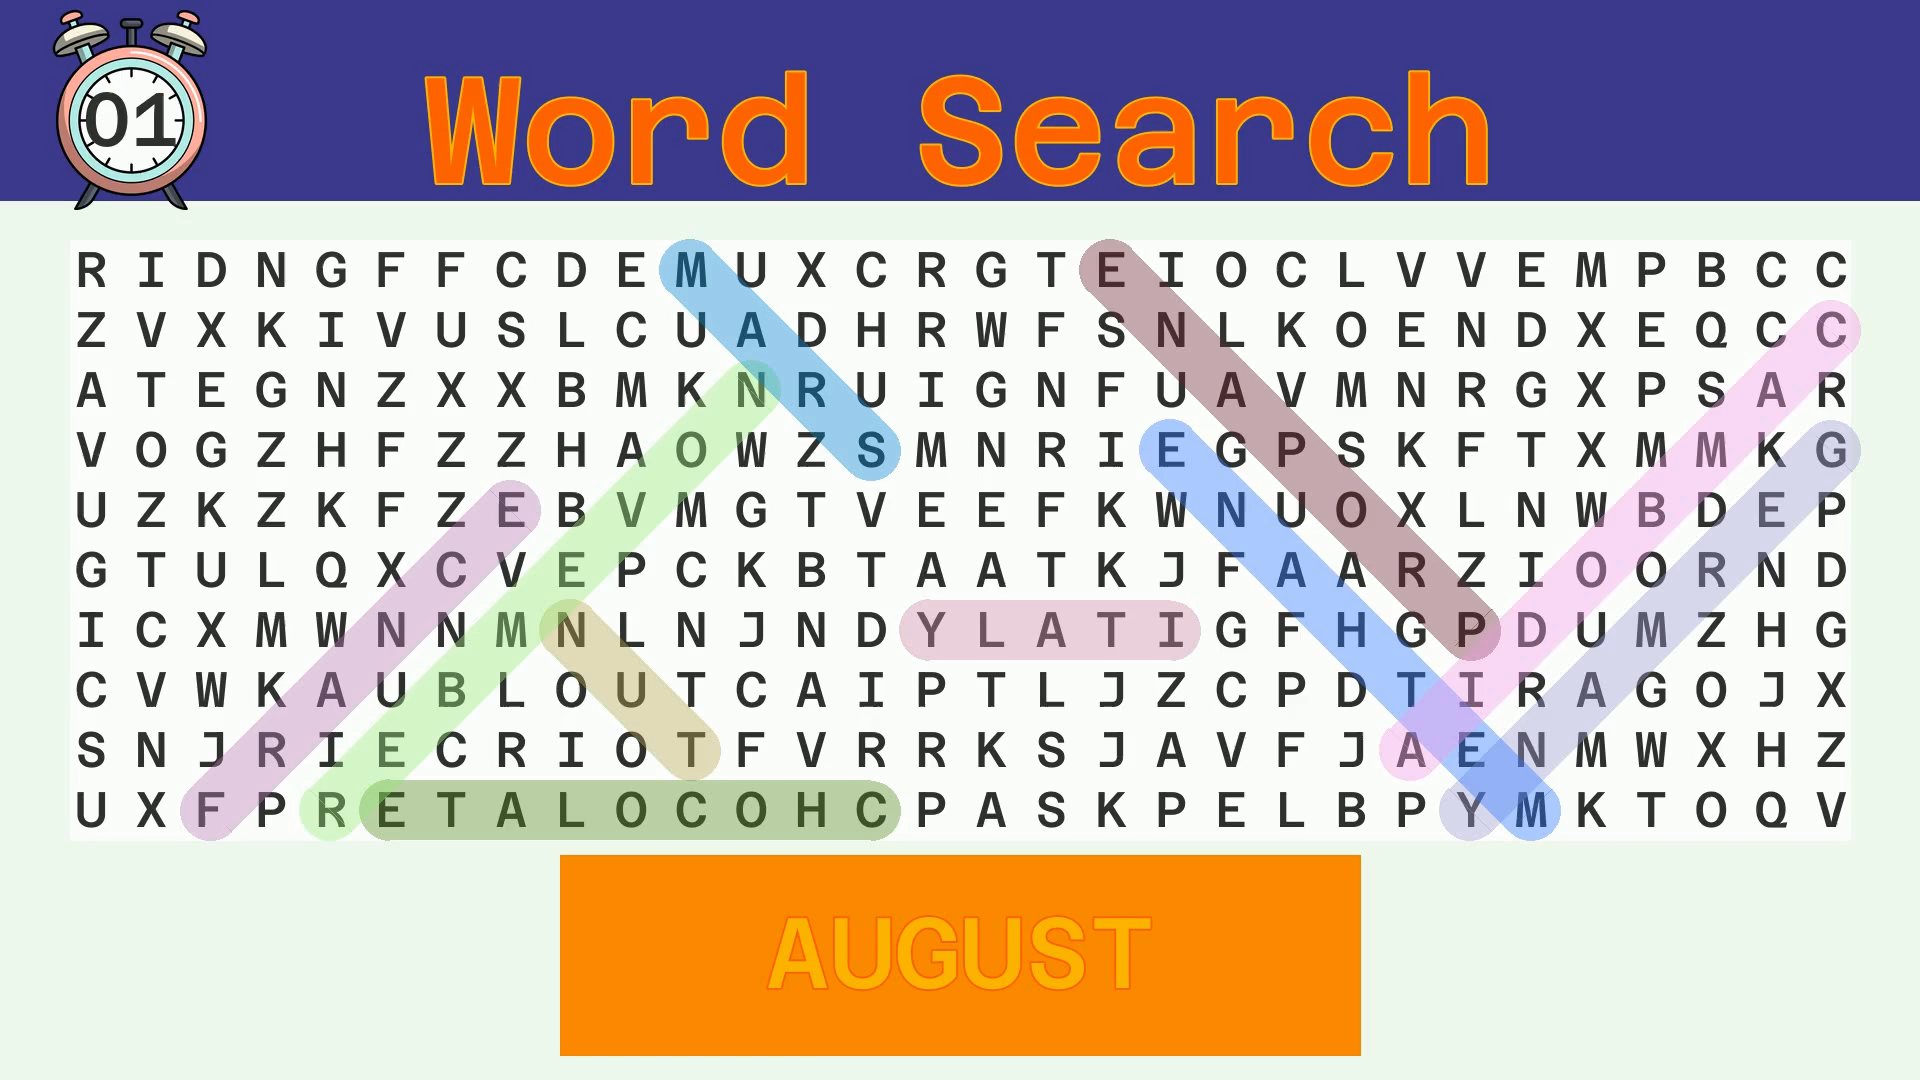 01
Word Search
R I D N G F F C D E M U X C R G T E I O C L V V E M P B C C
Z V X K I V U S L C U A D H R W F S N L K O E N D X E Q C C
A T E G N Z X X B M K N R U I G N F U A V M N R G X P S A R
V O G Z H F Z Z H A O W Z S M N R I E G P S K F T X M M K G
U Z K Z K F Z E B V M G T V E E F K W N U O X L N W B D E P
G T U L Q X C V E P C K B T A A T K J F A A R Z I O O R N D
I C X M W N N M N L N J N D Y L A T I G F H G P D U M Z H G
C V W K A U B L O U T C A I P T L J Z C P D T I R A G O J X
S N J R I E C R I O T F V R R K S J A V F J A E N M W X H Z
U X F P R E T A L O C O H C P A S K P E L B P Y M K T O Q V
AUGUST